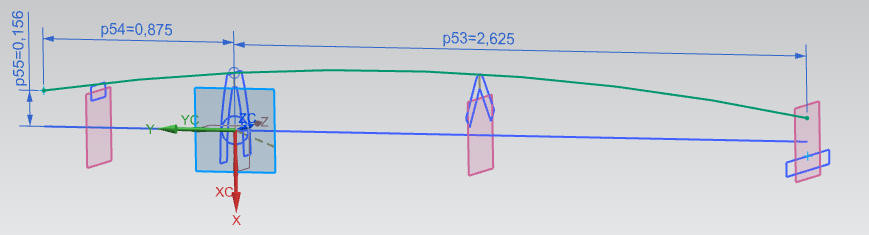 p54=0,875
p53=2,625
p55=0,156
YC
Y
ZC
Z
XC
X